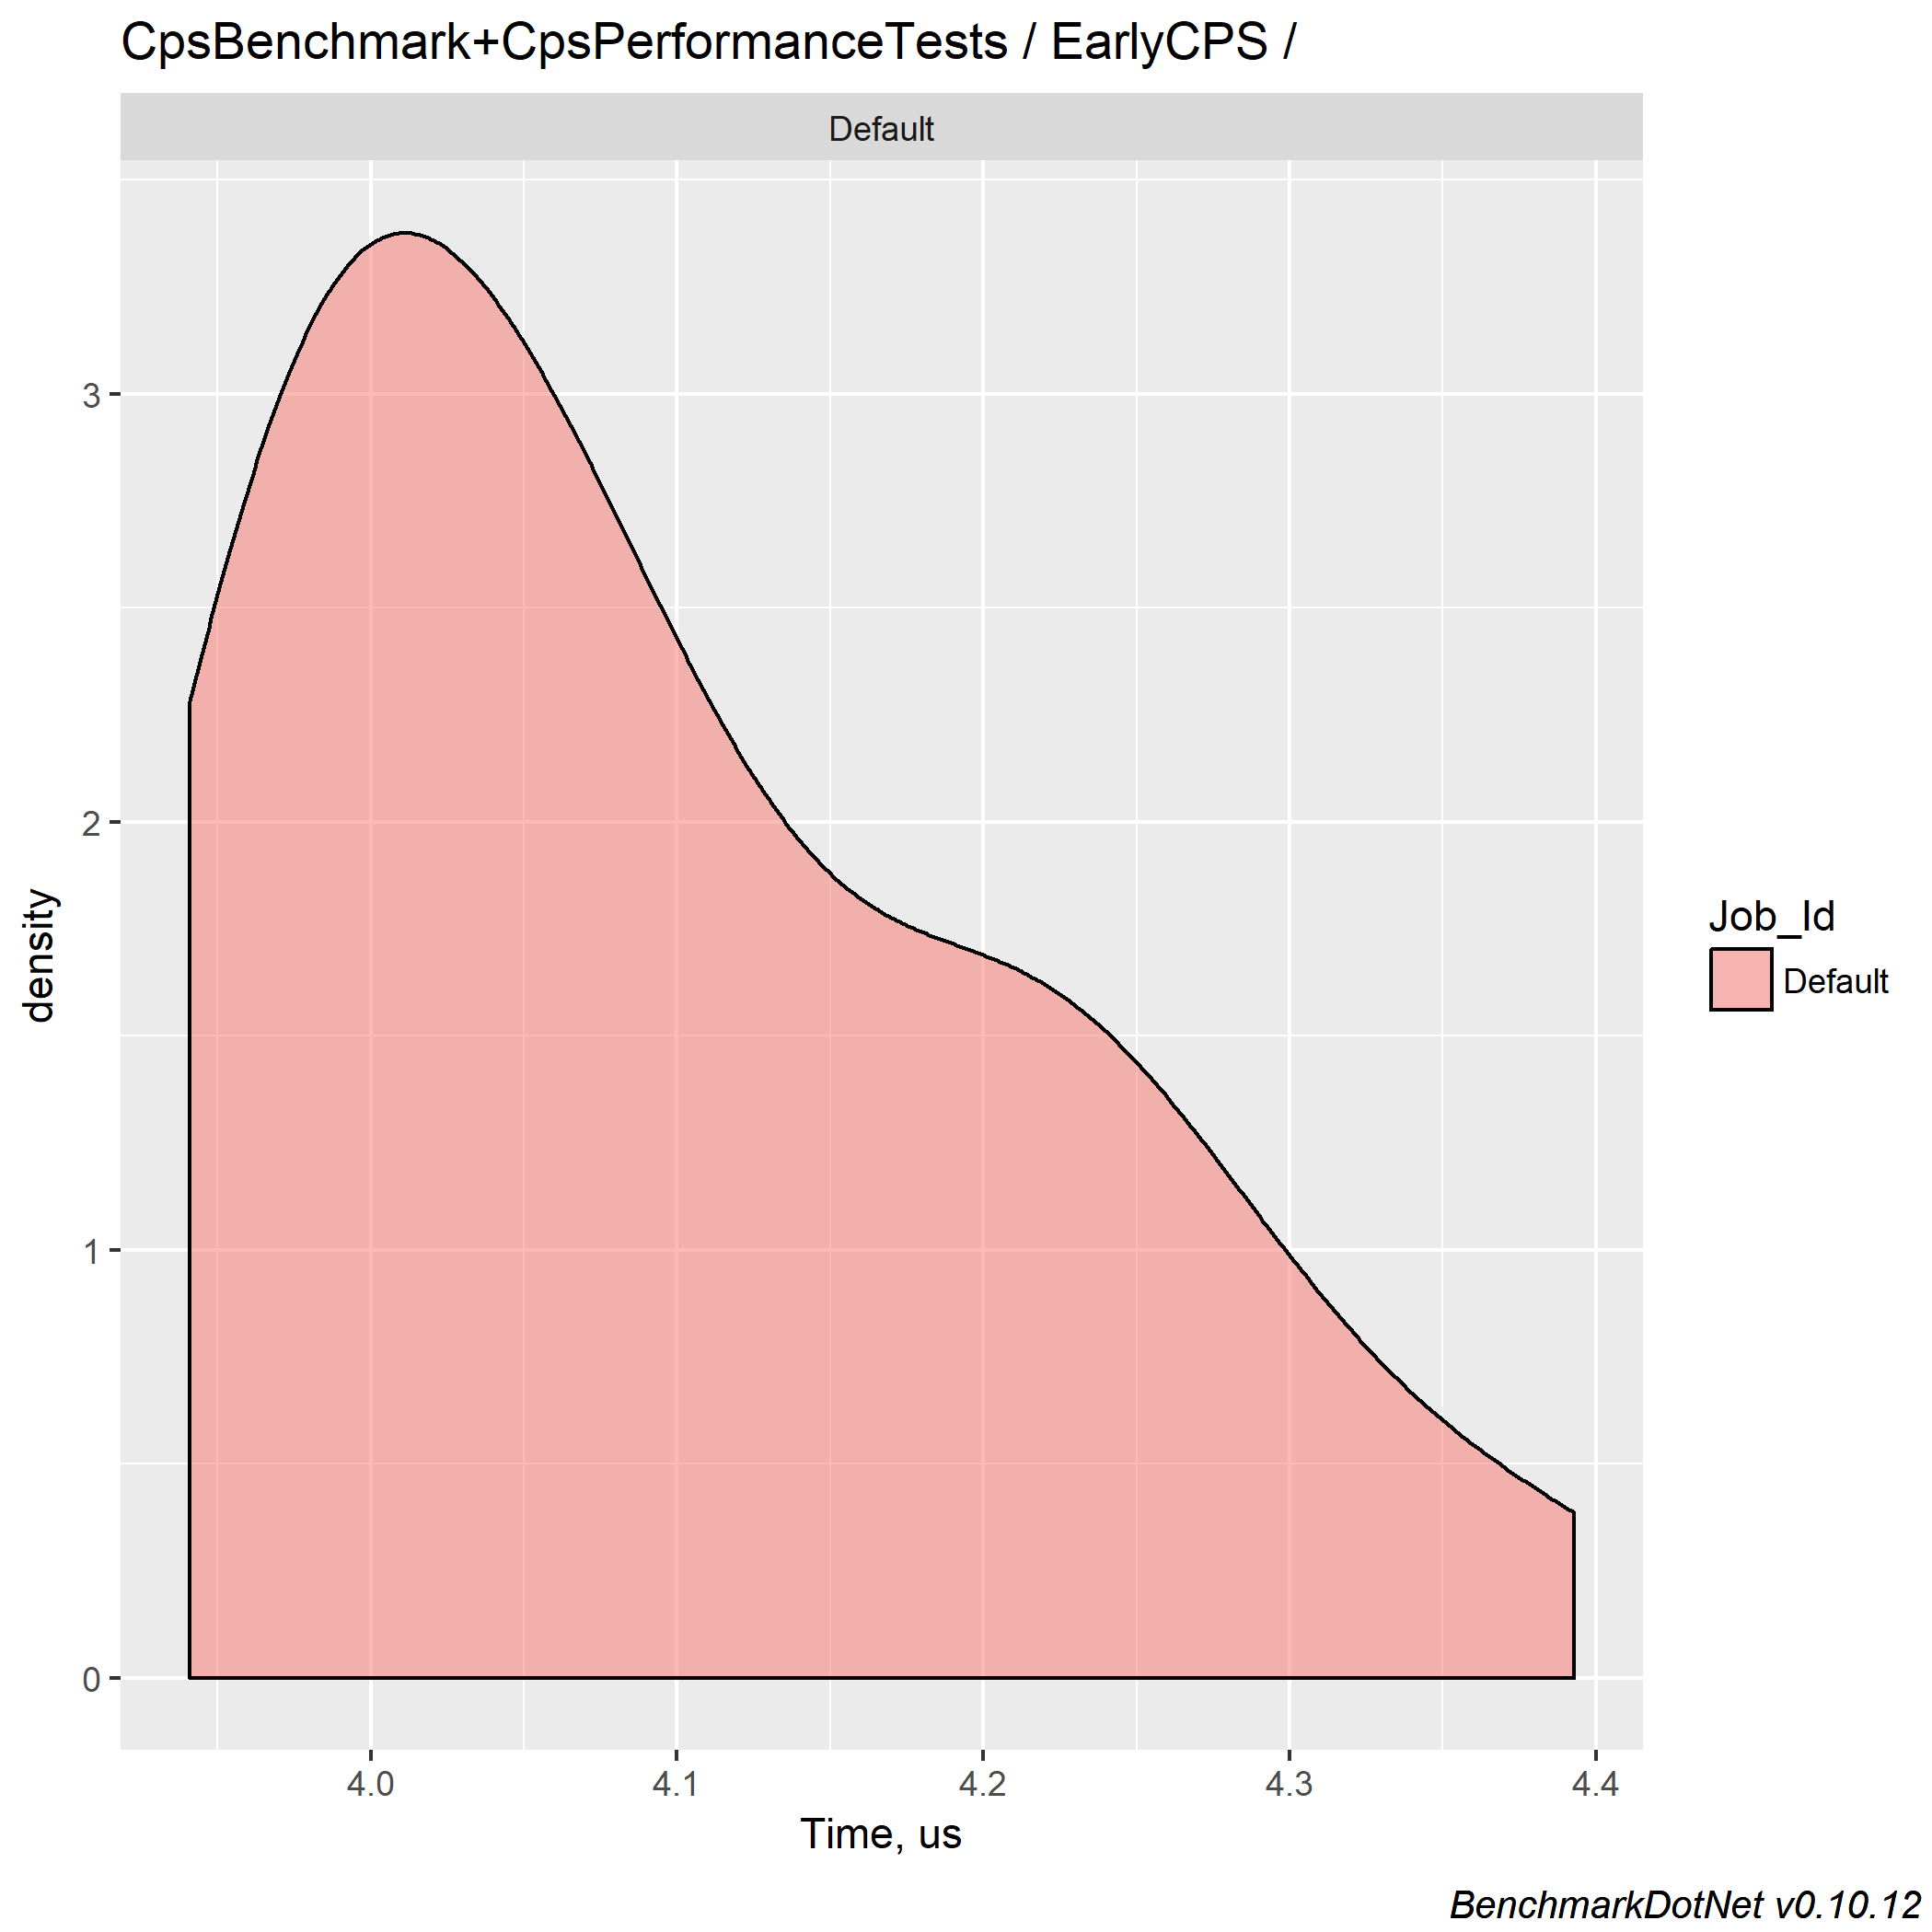 CpsBenchmark+CpsPerformanceTests / EarlyCPS /
Default
3
2
1
0
density
4.0 4.1 4.2 4.3 4.4
Time, us
Job_Id
Default
BenchmarkDotNet v0.10.12